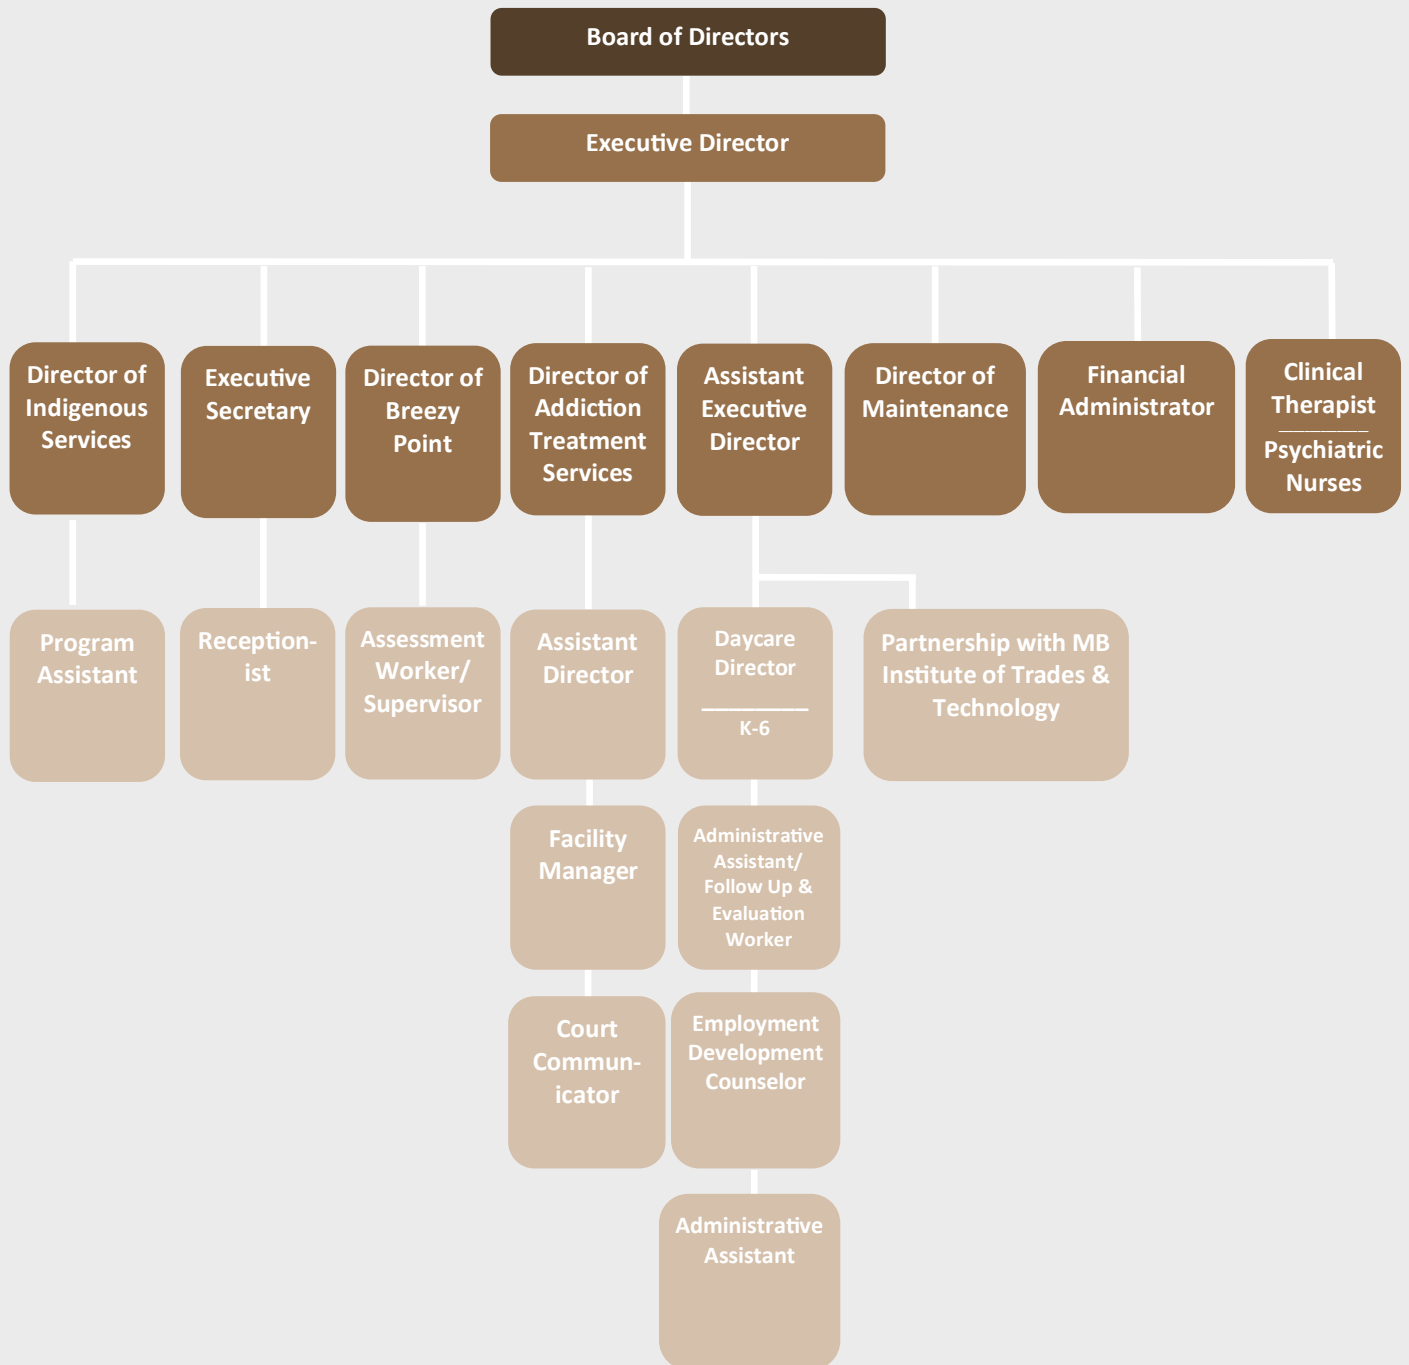 Board of Directors
Executive Director
Director of
Indigenous
Services
Executive
Secretary
Director of
Breezy
Point
Director of
Addiction
Treatment
Services
Assistant
Executive
Director
Director of
Maintenance
Financial
Administrator
Clinical
Therapist
Psychiatric
Nurses
Program
Assistant
Reception-
ist
Assessment
Worker/
Supervisor
Assistant
Director
Daycare
Director
K-6
Partnership with MB
Institute of Trades &
Technology
Facility
Manager
Administrative
Assistant/
Follow Up &
Evaluation
Worker
Court
Commun-
icator
Employment
Development
Counselor
Administrative
Assistant